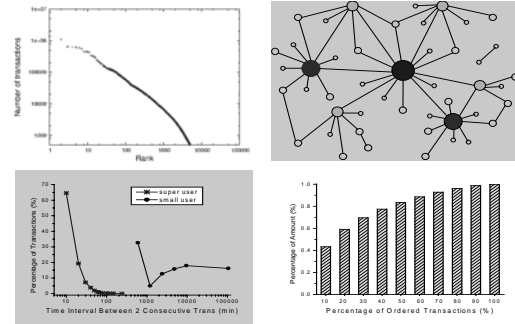 1e+07
1e+06
100000
10000
1000
Number of transactions
1
10
100
1000
10000
100000
Rank
70
60
50
40
30
20
10
0
Percentage of Transactions (%)
super user
small user
10
100
1000
10000
100000
Time Interval Between 2 Consecutive Trans (min)
1.0
0.8
0.6
0.4
0.2
0.0
Percentage of Amount (%)
10 20 30 40 50 60 70 80 90 100
Percentage of Ordered Transactions (%)